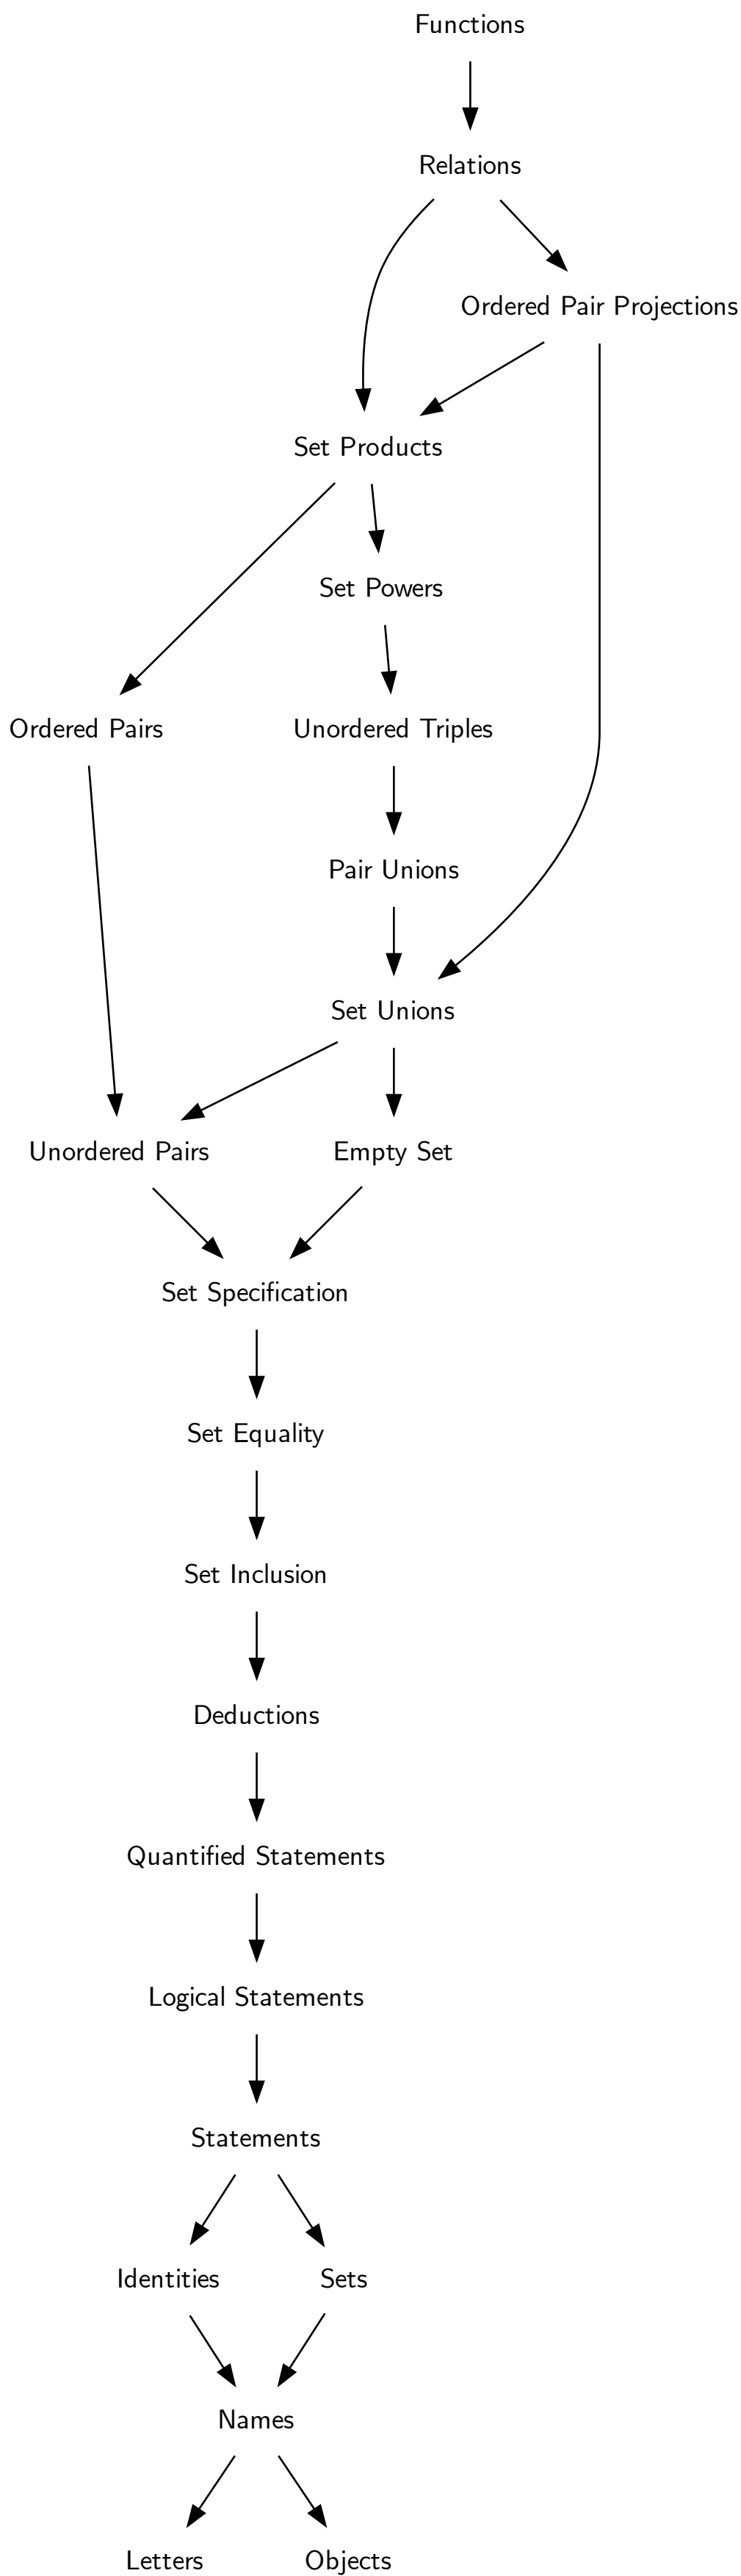 Functions
Relations
Ordered Pair Projections
Set Products
Set Powers
Ordered Pairs
Unordered Triples
Pair Unions
Set Unions
Unordered Pairs
Empty Set
Set Specification
Set Equality
Set Inclusion
Deductions
Quantified Statements
Logical Statements
Statements
Identities
Sets
Names
Letters
Objects